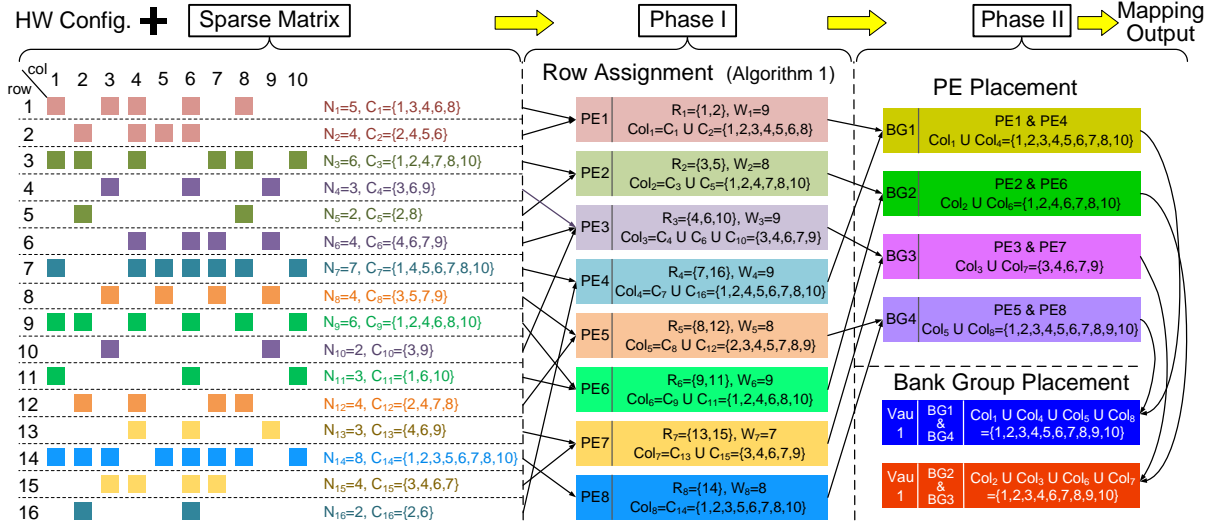 HW Config. + Sparse Matrix
Phase I
Phase II
Mapping
Output
col
row
1 2 3 4 5 6 7 8 9 10
1 N₁=5, C₁={1,3,4,6,8}
2 N₂=4, C₂={2,4,5,6}
3 N₃=6, C₃={1,2,4,7,8,10}
4 N₄=3, C₄={3,6,9}
5 N₅=2, C₅={2,8}
6 N₆=4, C₆={4,6,7,9}
7 N₇=7, C₇={1,4,5,6,7,8,10}
8 N₈=4, C₈={3,5,7,9}
9 N₉=6, C₉={1,2,4,6,8,10}
10 N₁₀=2, C₁₀={3,9}
11 N₁₁=3, C₁₁={1,6,10}
12 N₁₂=4, C₁₂={2,4,7,8}
13 N₁₃=3, C₁₃={4,6,9}
14 N₁₄=8, C₁₄={1,2,3,5,6,7,8,10}
15 N₁₅=4, C₁₅={3,4,6,7}
16 N₁₆=2, C₁₆={2,6}
Row Assignment (Algorithm 1)
PE1
R₁={1,2}, W₁=9
Col₁=C₁ U C₂={1,2,3,4,5,6,8}
PE2
R₂={3,5}, W₂=8
Col₂=C₃ U C₅={1,2,4,7,8,10}
PE3
R₃={4,6,10}, W₃=9
Col₃=C₄ U C₆ U C₁₀={3,4,6,7,9}
PE4
R₄={7,16}, W₄=9
Col₄=C₇ U C₁₆={1,2,4,5,6,7,8,10}
PE5
R₅={8,12}, W₅=8
Col₅=C₈ U C₁₂={2,3,4,5,7,8,9}
PE6
R₆={9,11}, W₆=9
Col₆=C₉ U C₁₁={1,2,4,6,8,10}
PE7
R₇={13,15}, W₇=7
Col₇=C₁₃ U C₁₅={3,4,6,7,9}
PE8
R₈={14}, W₈=8
Col₈=C₁₄={1,2,3,5,6,7,8,10}
PE Placement
BG1
PE1 & PE4
Col₁ U Col₄={1,2,3,4,5,6,7,8,10}
BG2
PE2 & PE6
Col₂ U Col₆={1,2,4,6,7,8,10}
BG3
PE3 & PE7
Col₃ U Col₇={3,4,6,7,9}
BG4
PE5 & PE8
Col₅ U Col₈={1,2,3,4,5,6,7,8,9,10}
Bank Group Placement
Vau
1
BG1
&
BG4
Col₁ U Col₄ U Col₅ U Col₈
={1,2,3,4,5,6,7,8,9,10}
Vau
1
BG2
&
BG3
Col₂ U Col₃ U Col₆ U Col₇
={1,2,3,4,6,7,8,9,10}